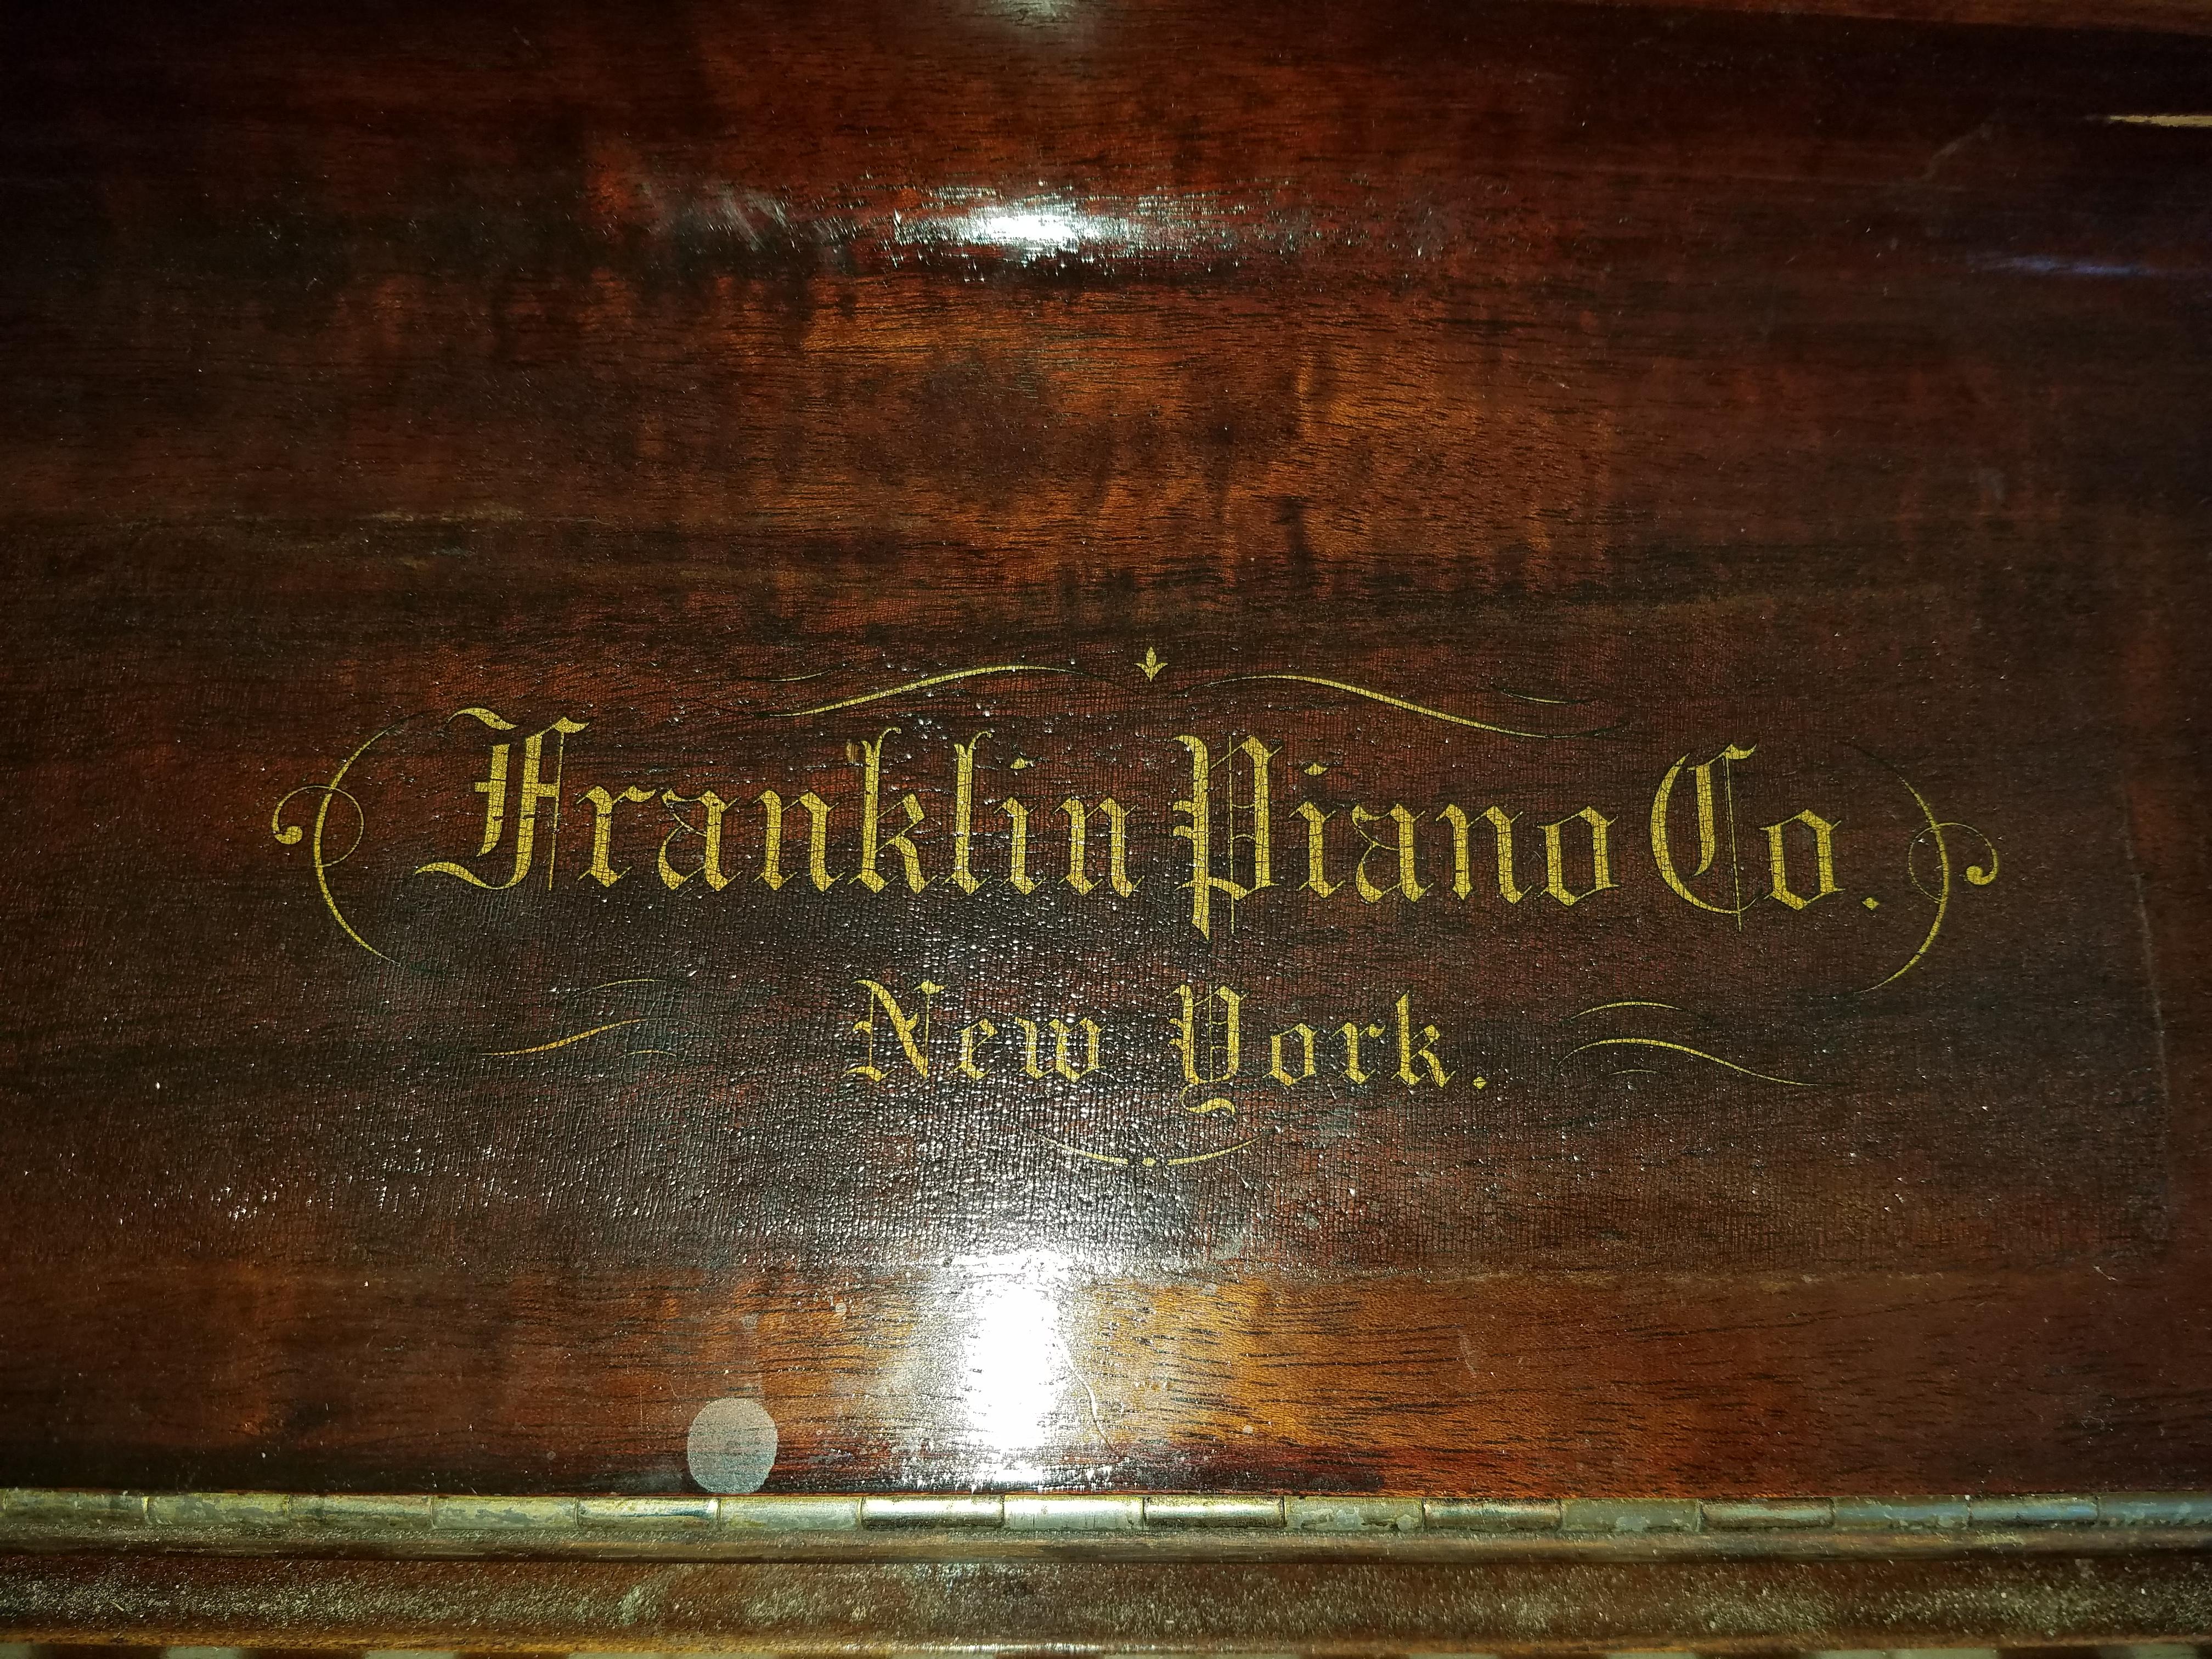 Franklin Piano Co.
New York.